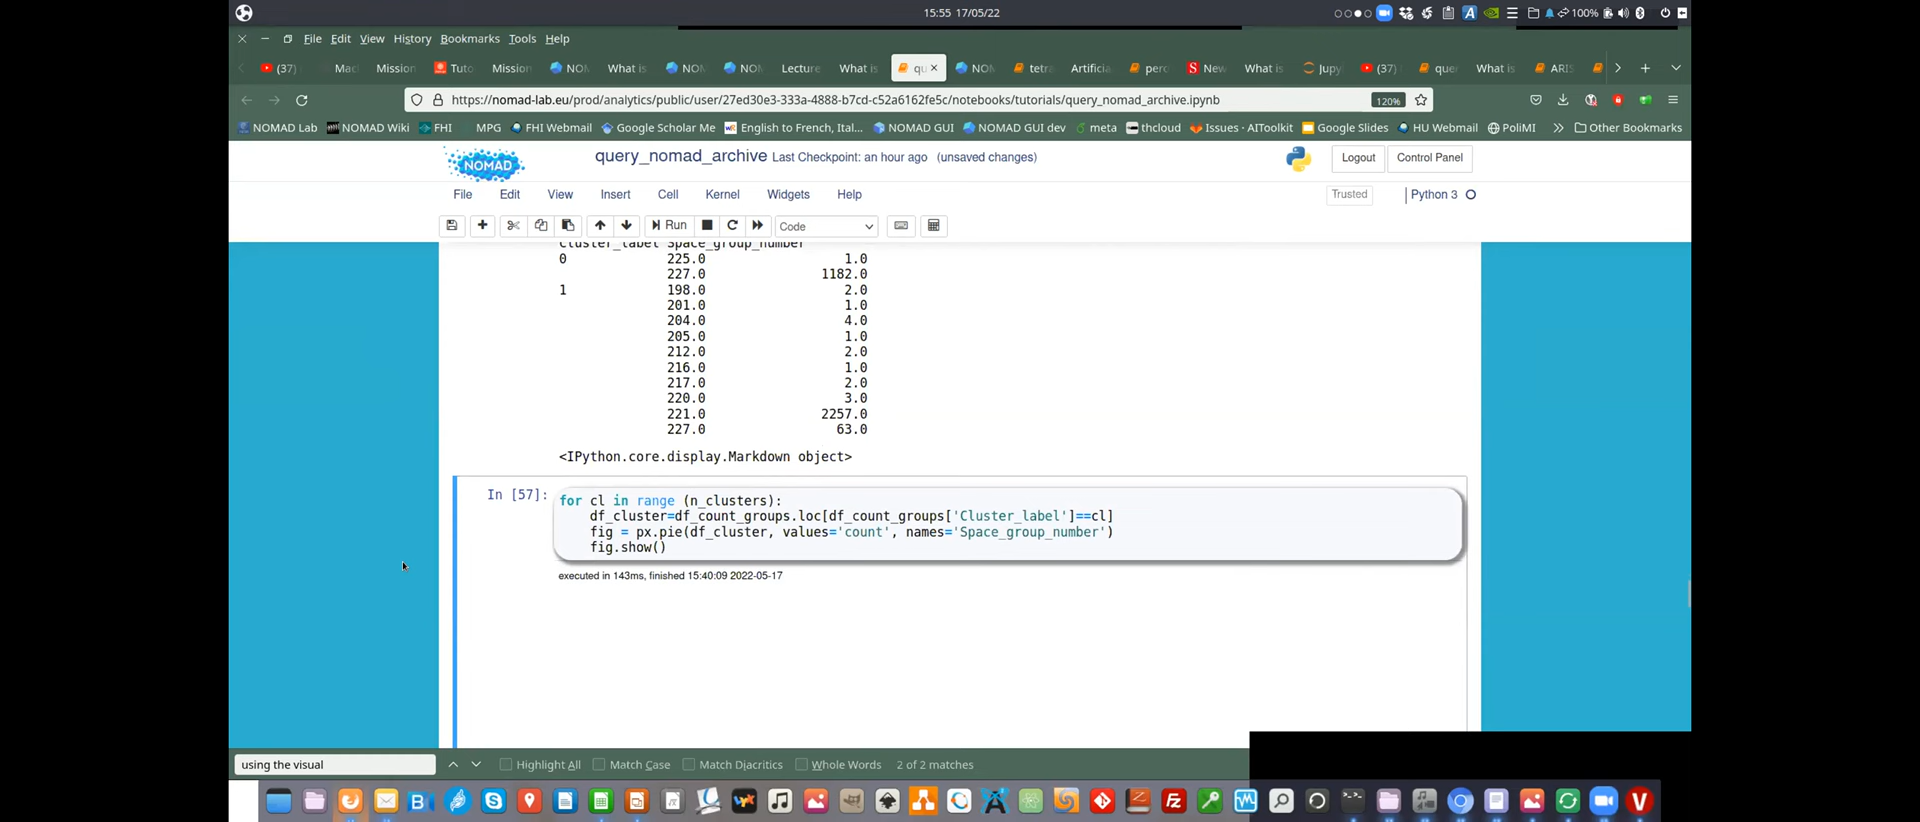 15:55 17/05/22
100%
File Edit View History Bookmarks Tools Help
(37) Mac Mission Tuto Mission NO What is NO NO Lecture What is qu NO tetr Artificia perc S New What is Jupy (37) quer What is ARIS
https://nomad-lab.eu/prod/analytics/public/user/27ed30e3-333a-4888-b7cd-c52a6162fe5c/notebooks/tutorials/query_nomad_archive.ipynb 120%
NOMAD Lab NOMAD Wiki FHI MPG FHI Webmail Google Scholar Me English to French, Ital... NOMAD GUI NOMAD GUI dev meta thcloud Issues · AIToolkit Google Slides HU Webmail PoliMI Other Bookmarks
NOMAD query_nomad_archive Last Checkpoint: an hour ago (unsaved changes) Logout Control Panel
File Edit View Insert Cell Kernel Widgets Help Trusted Python 3
Run Code
Cluster_label Space_group_number
0 225.0 1.0
227.0 1182.0
1 198.0 2.0
201.0 1.0
204.0 4.0
205.0 1.0
212.0 2.0
216.0 1.0
217.0 2.0
220.0 3.0
221.0 2257.0
227.0 63.0
<IPython.core.display.Markdown object>
In [57]: for cl in range (n_clusters):
df_cluster=df_count_groups.loc[df_count_groups['Cluster_label']==cl]
fig = px.pie(df_cluster, values='count', names='Space_group_number')
fig.show()
executed in 143ms, finished 15:40:09 2022-05-17
using the visual Highlight All Match Case Match Diacritics Whole Words 2 of 2 matches